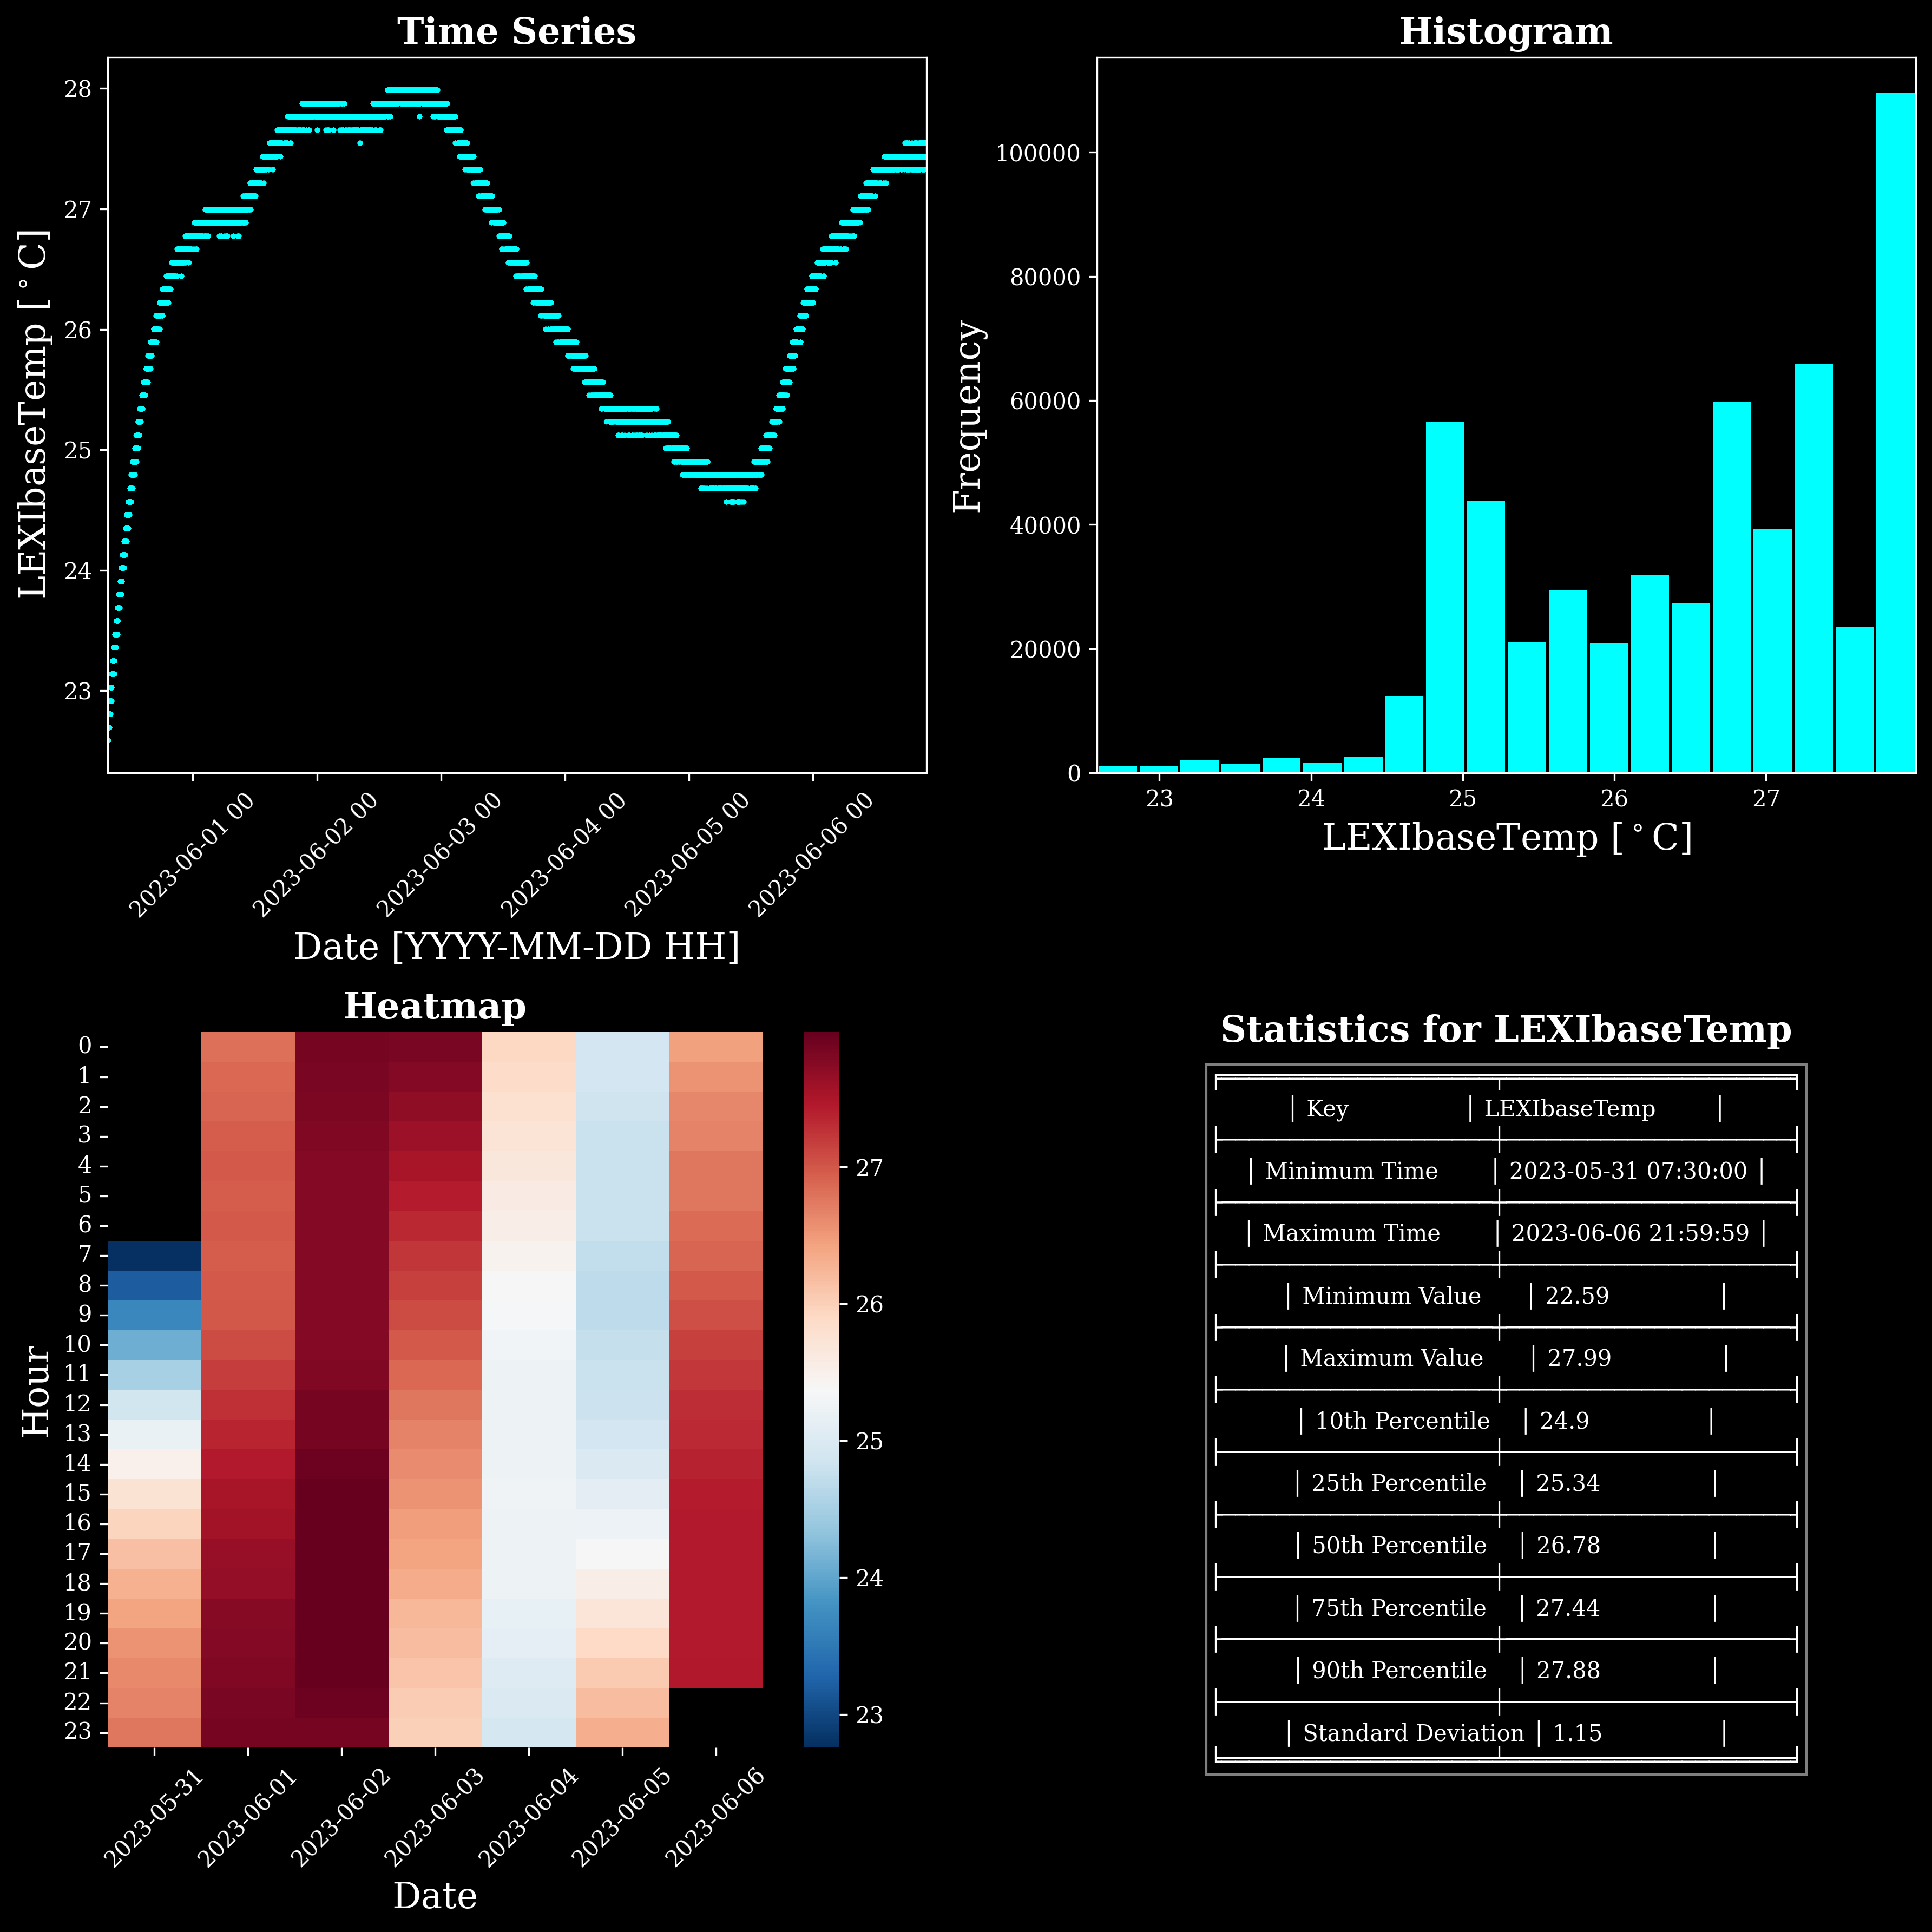 Time Series
28
27
26
25
24
23
LEXIbaseTemp [°C]
2023-06-01 00
2023-06-02 00
2023-06-03 00
2023-06-04 00
2023-06-05 00
2023-06-06 00
Date [YYYY-MM-DD HH]
Histogram
100000
80000
60000
40000
20000
0
Frequency
23 24 25 26 27
LEXIbaseTemp [°C]
Heatmap
0
1
2
3
4
5
6
7
8
9
10
11
12
13
14
15
16
17
18
19
20
21
22
23
Hour
2023-05-31
2023-06-01
2023-06-02
2023-06-03
2023-06-04
2023-06-05
2023-06-06
Date
27
26
25
24
23
Statistics for LEXIbaseTemp
| Key | LEXIbaseTemp |
| Minimum Time | 2023-05-31 07:30:00 |
| Maximum Time | 2023-06-06 21:59:59 |
| Minimum Value | 22.59 |
| Maximum Value | 27.99 |
| 10th Percentile | 24.9 |
| 25th Percentile | 25.34 |
| 50th Percentile | 26.78 |
| 75th Percentile | 27.44 |
| 90th Percentile | 27.88 |
| Standard Deviation | 1.15 |